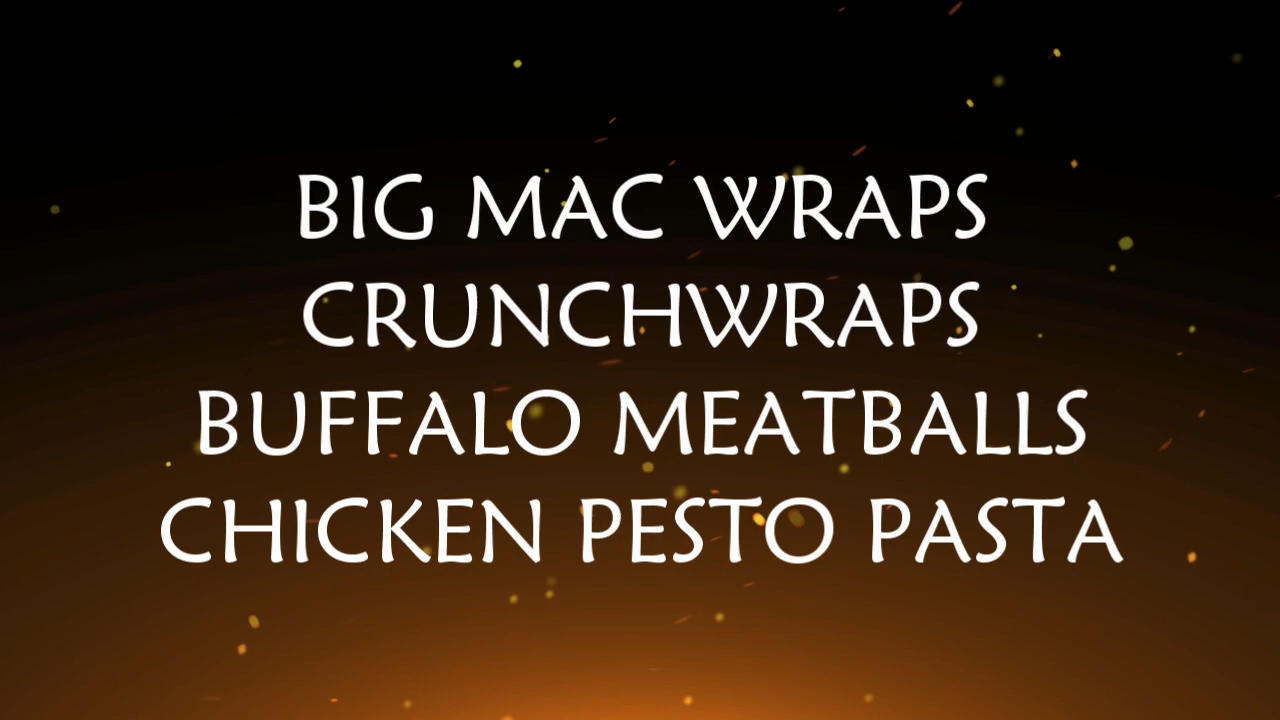 BIG MAC WRAPS
CRUNCHWRAPS
BUFFALO MEATBALLS
CHICKEN PESTO PASTA